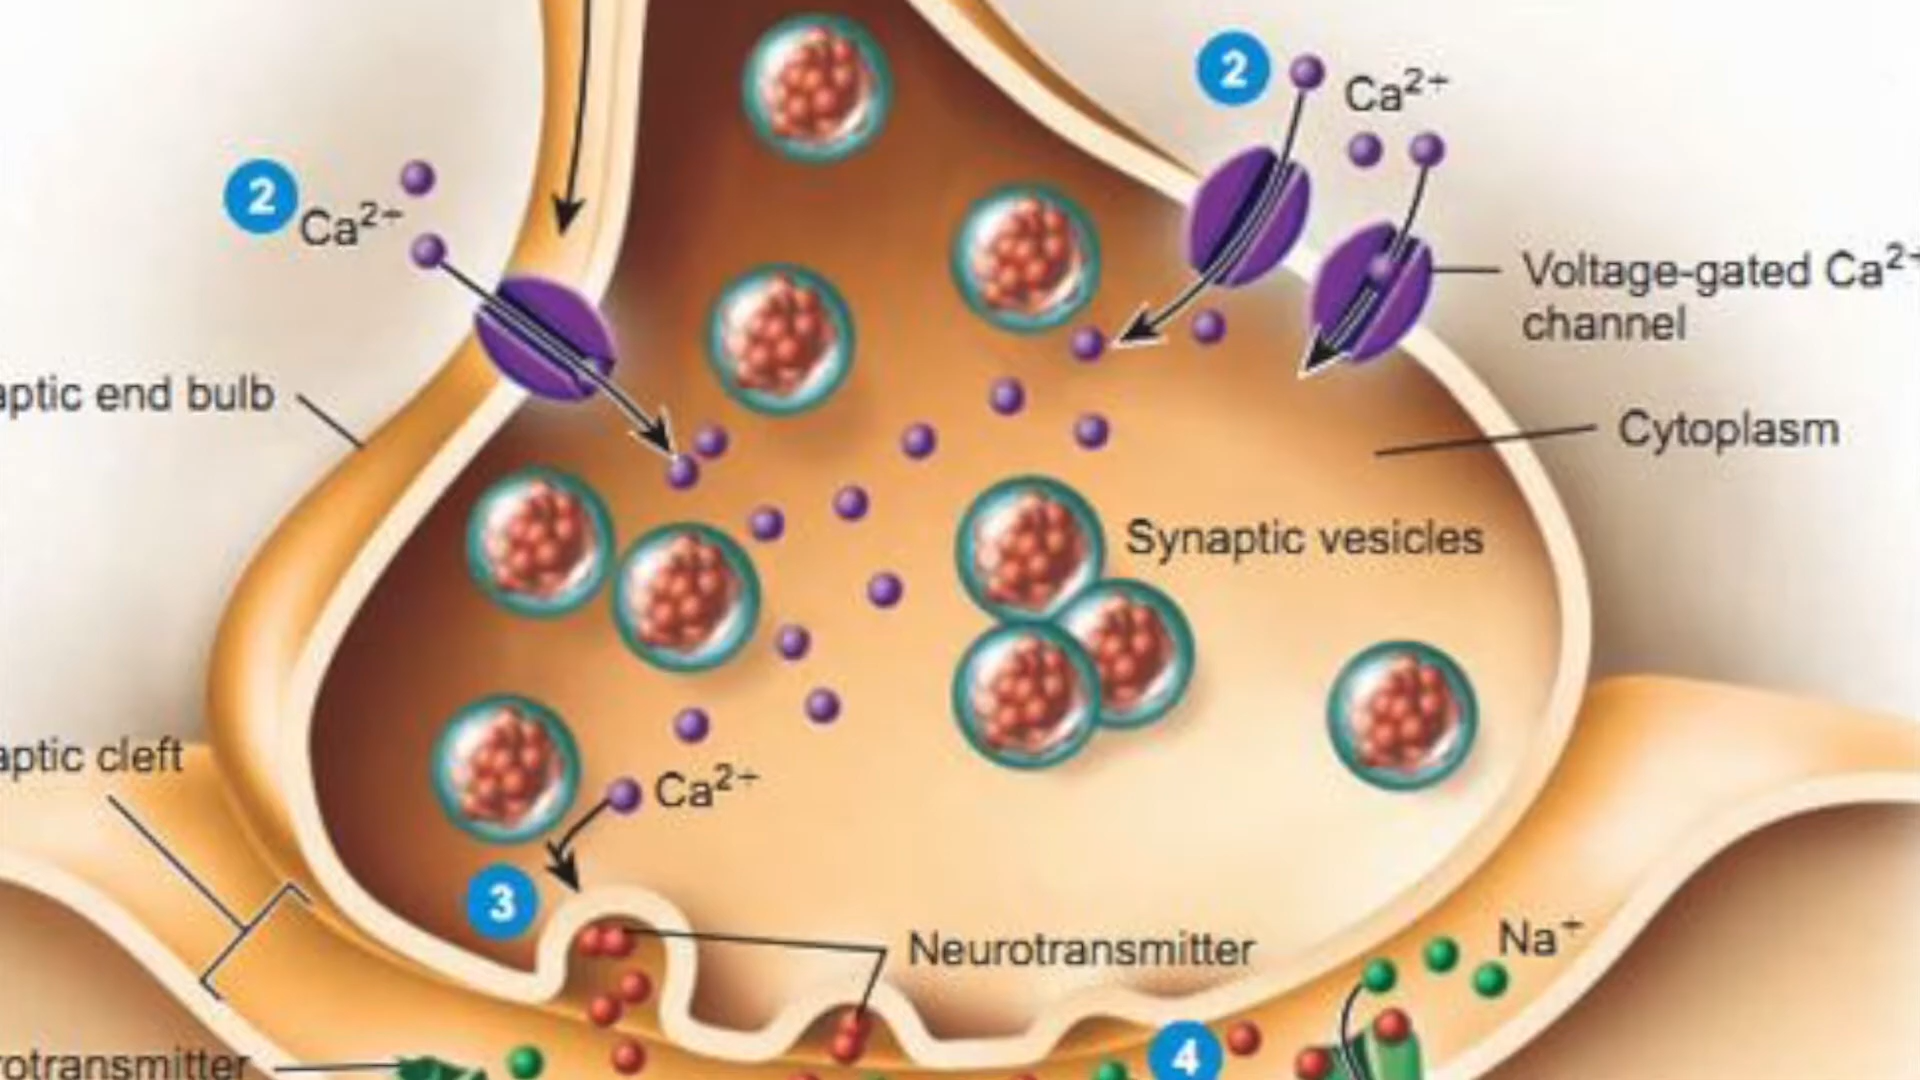 2
Ca²⁺
2
Ca²⁺
Voltage-gated Ca²⁺
channel
aptic end bulb
Cytoplasm
Synaptic vesicles
aptic cleft
Ca²⁺
3
Neurotransmitter
Na⁺
4
rotransmitter